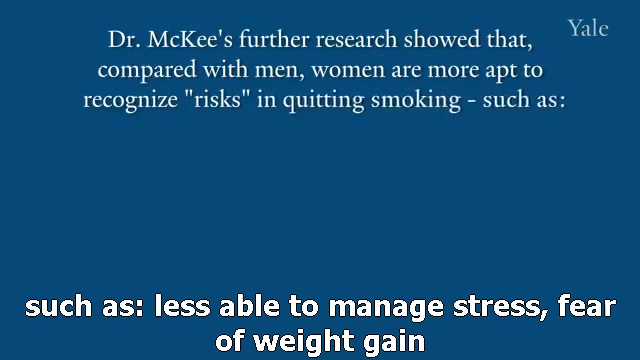 Yale
Dr. McKee's further research showed that,
compared with men, women are more apt to
recognize "risks" in quitting smoking - such as:
such as: less able to manage stress, fear
of weight gain